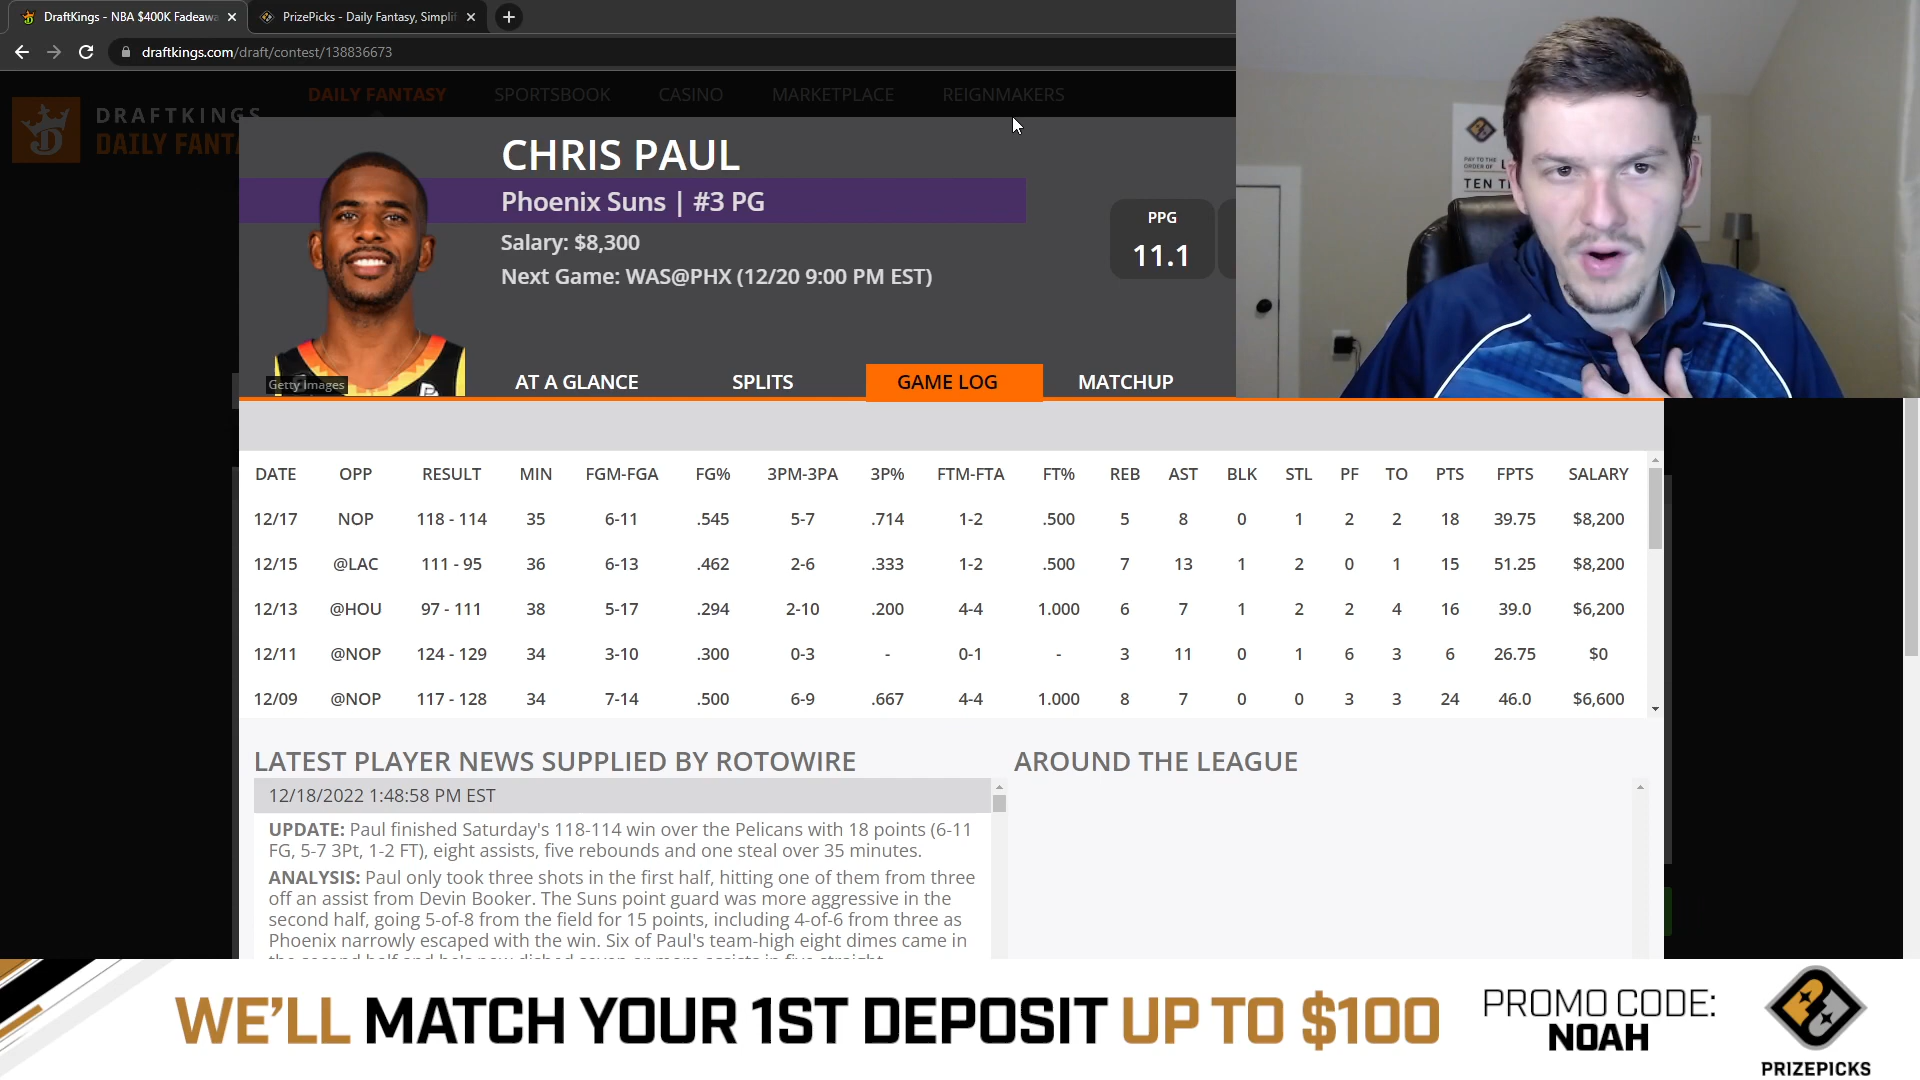 DraftKings - NBA $400K Fadeawa
PrizePicks - Daily Fantasy, Simplif
draftkings.com/draft/contest/138836673
DRAFTKINGS
DAILY FANTA
DAILY FANTASY SPORTSBOOK CASINO MARKETPLACE REIGNMAKERS
CHRIS PAUL
Phoenix Suns | #3 PG
Salary: $8,300
Next Game: WAS@PHX (12/20 9:00 PM EST)
PPG
11.1
Getty Images
PAY TO THE
ORDER OF
TEN T
AT A GLANCE SPLITS GAME LOG MATCHUP
DATE OPP RESULT MIN FGM-FGA FG% 3PM-3PA 3P% FTM-FTA FT% REB AST BLK STL PF TO PTS FPTS SALARY
12/17 NOP 118 - 114 35 6-11 .545 5-7 .714 1-2 .500 5 8 0 1 2 2 18 39.75 $8,200
12/15 @LAC 111 - 95 36 6-13 .462 2-6 .333 1-2 .500 7 13 1 2 0 1 15 51.25 $8,200
12/13 @HOU 97 - 111 38 5-17 .294 2-10 .200 4-4 1.000 6 7 1 2 2 4 16 39.0 $6,200
12/11 @NOP 124 - 129 34 3-10 .300 0-3 - 0-1 - 3 11 0 1 6 3 6 26.75 $0
12/09 @NOP 117 - 128 34 7-14 .500 6-9 .667 4-4 1.000 8 7 0 0 3 3 24 46.0 $6,600
LATEST PLAYER NEWS SUPPLIED BY ROTOWIRE
AROUND THE LEAGUE
12/18/2022 1:48:58 PM EST
UPDATE: Paul finished Saturday's 118-114 win over the Pelicans with 18 points (6-11
FG, 5-7 3Pt, 1-2 FT), eight assists, five rebounds and one steal over 35 minutes.
ANALYSIS: Paul only took three shots in the first half, hitting one of them from three
off an assist from Devin Booker. The Suns point guard was more aggressive in the
second half, going 5-of-8 from the field for 15 points, including 4-of-6 from three as
Phoenix narrowly escaped with the win. Six of Paul's team-high eight dimes came in
WE'LL MATCH YOUR 1ST DEPOSIT UP TO $100
PROMO CODE:
NOAH
PRIZEPICKS